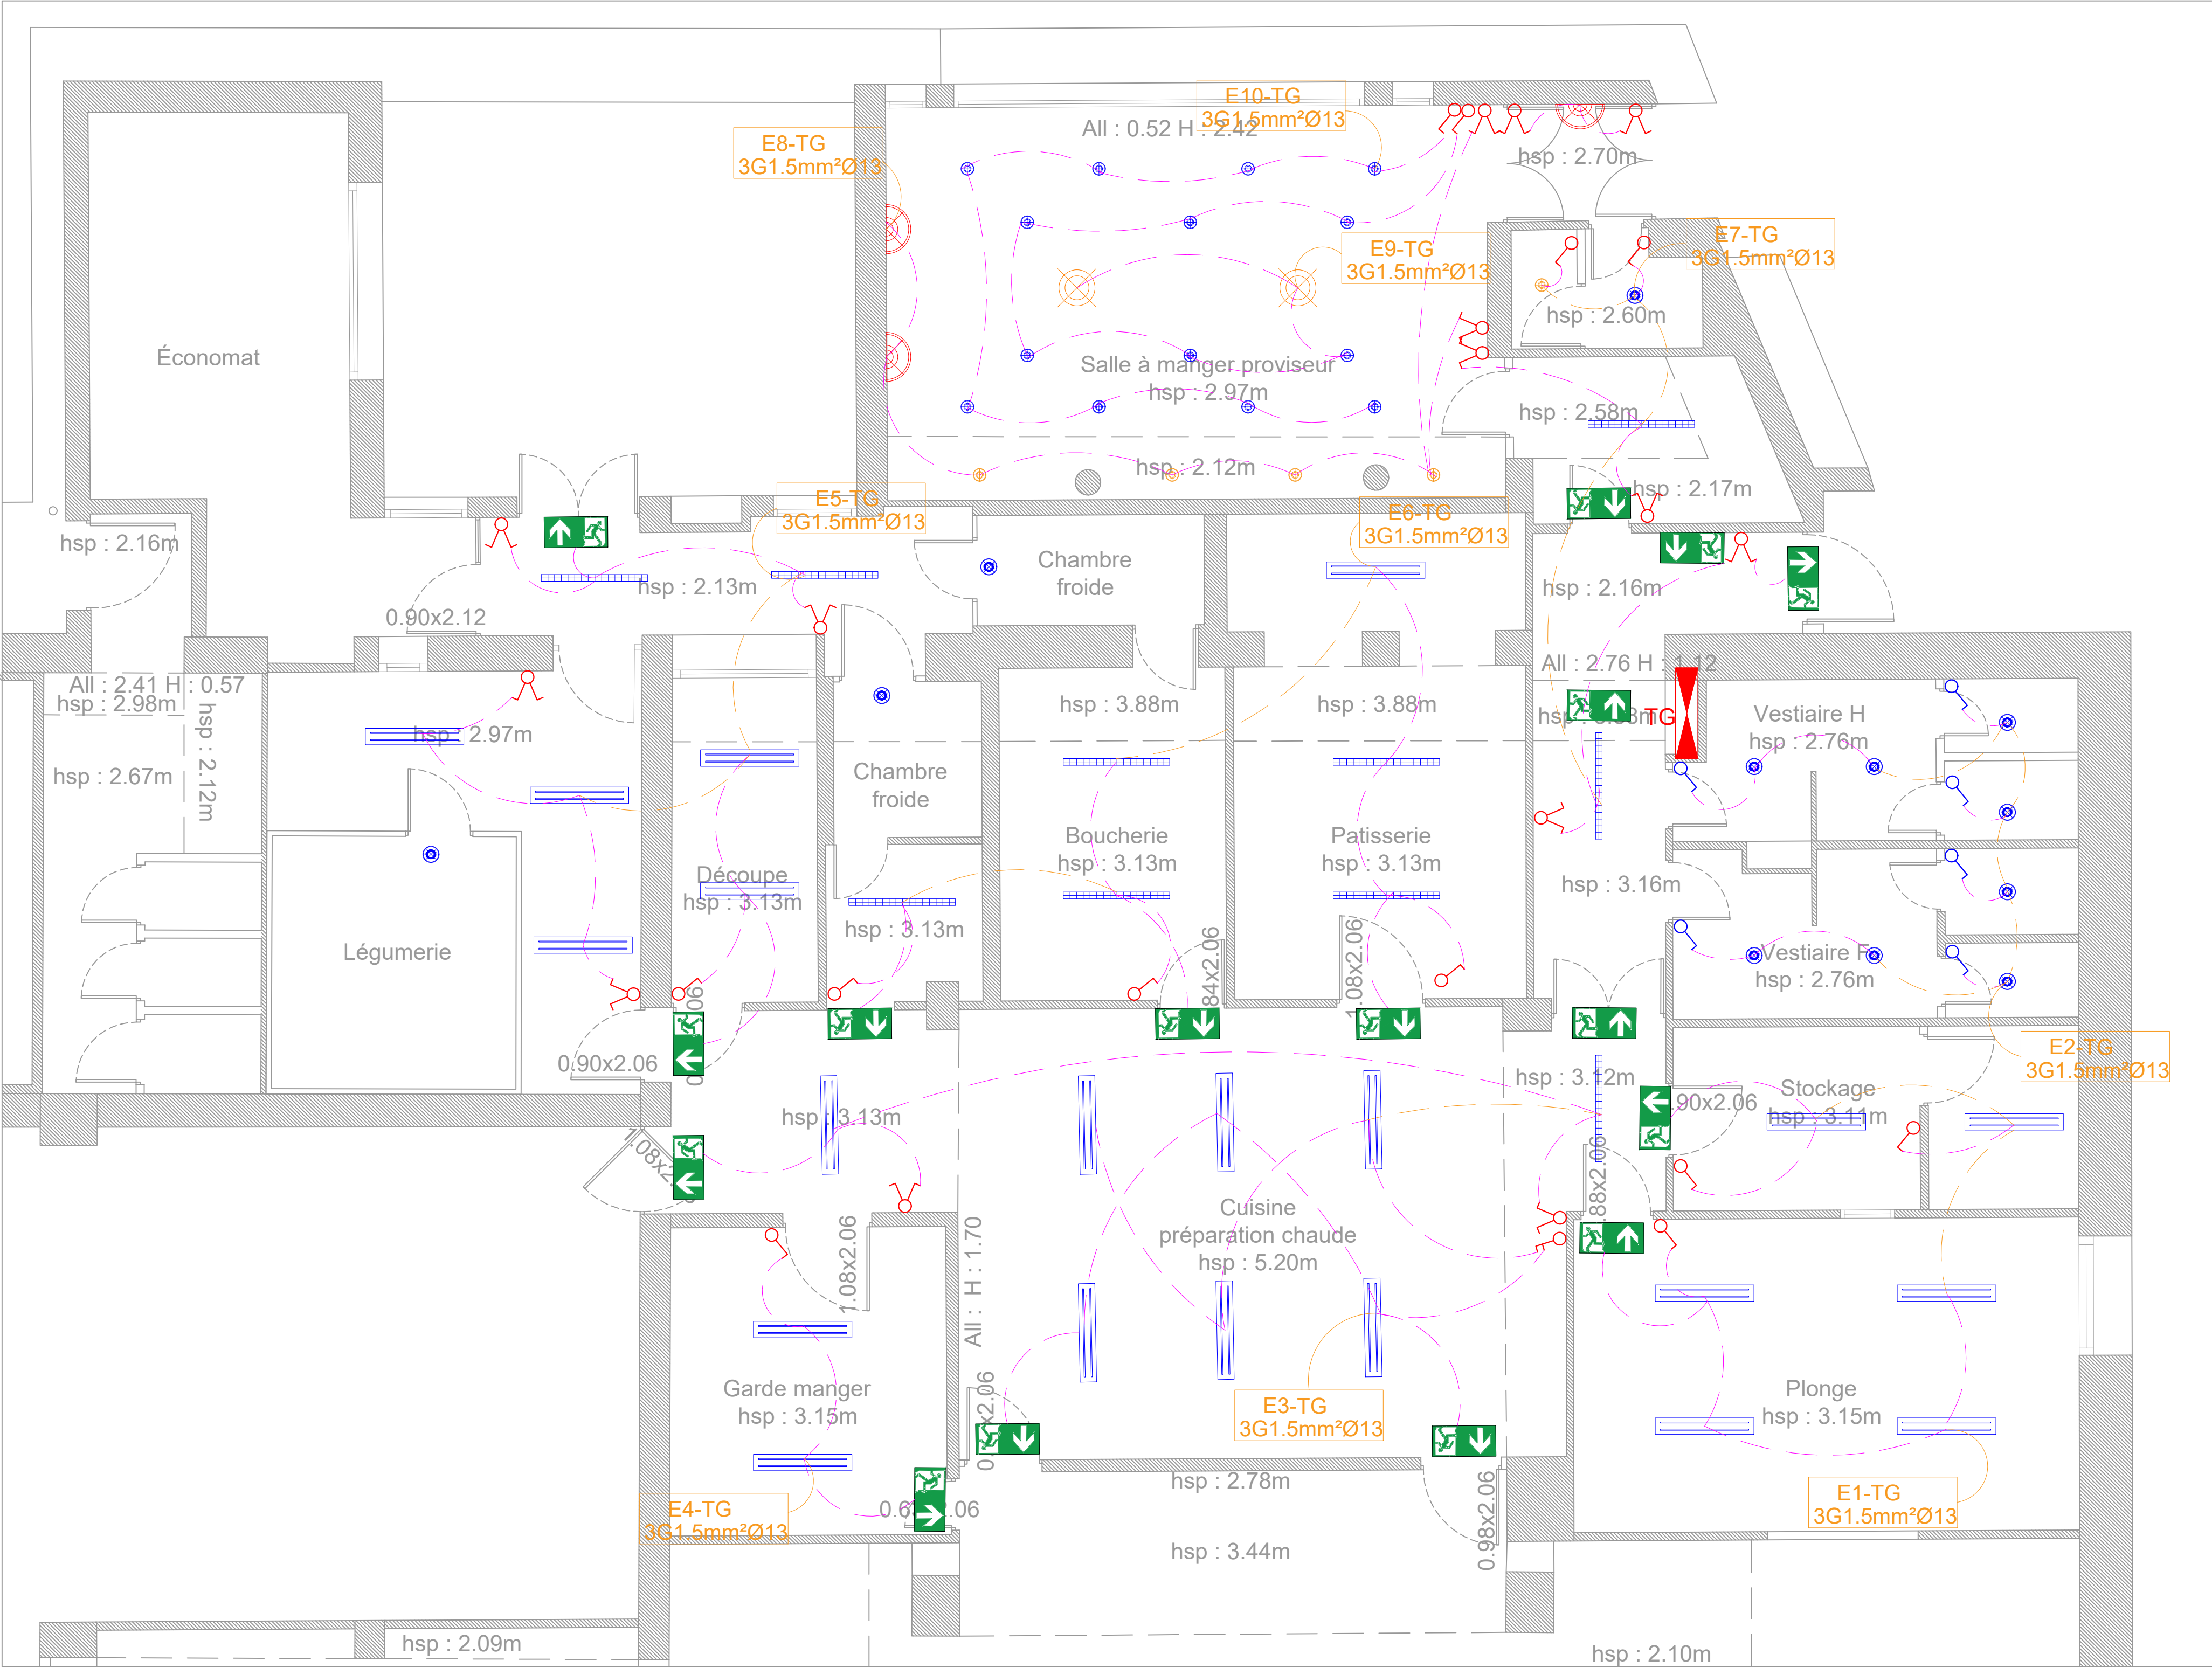 E10-TG
3G1.5mm²Ø13
All : 0.52 H : 2.42
E8-TG
3G1.5mm²Ø13
hsp : 2.70m
E9-TG
3G1.5mm²Ø13
E7-TG
3G1.5mm²Ø13
hsp : 2.60m
Économat
Salle à manger proviseur
hsp : 2.97m
hsp : 2.58m
hsp : 2.12m
hsp : 2.17m
E5-TG
3G1.5mm²Ø13
E6-TG
3G1.5mm²Ø13
hsp : 2.16m
Chambre
froide
hsp : 2.13m
hsp : 2.16m
0.90x2.12
All : 2.76 H : 1.12
All : 2.41 H : 0.57
hsp : 2.98m
hsp : 2.12m
hsp : 2.97m
hsp : 3.88m
hsp : 3.88m
TG
Vestiaire H
hsp : 2.76m
hsp : 2.67m
Chambre
froide
Boucherie
hsp : 3.13m
Patisserie
hsp : 3.13m
Découpe
hsp : 3.13m
hsp : 3.16m
hsp : 3.13m
Légumerie
84x2.06
1.08x2.06
Vestiaire F
hsp : 2.76m
0.90x2.06
E2-TG
3G1.5mm²Ø13
hsp : 3.13m
hsp : 3.12m
Stockage
hsp : 3.11m
.90x2.06
.88x2.06
Cuisine
préparation chaude
hsp : 5.20m
1.08x2.06
All : H : 1.70
Garde manger
hsp : 3.15m
E3-TG
3G1.5mm²Ø13
Plonge
hsp : 3.15m
hsp : 2.78m
E4-TG
3G1.5mm²Ø13
E1-TG
3G1.5mm²Ø13
hsp : 3.44m
0.98x2.06
hsp : 2.09m
hsp : 2.10m